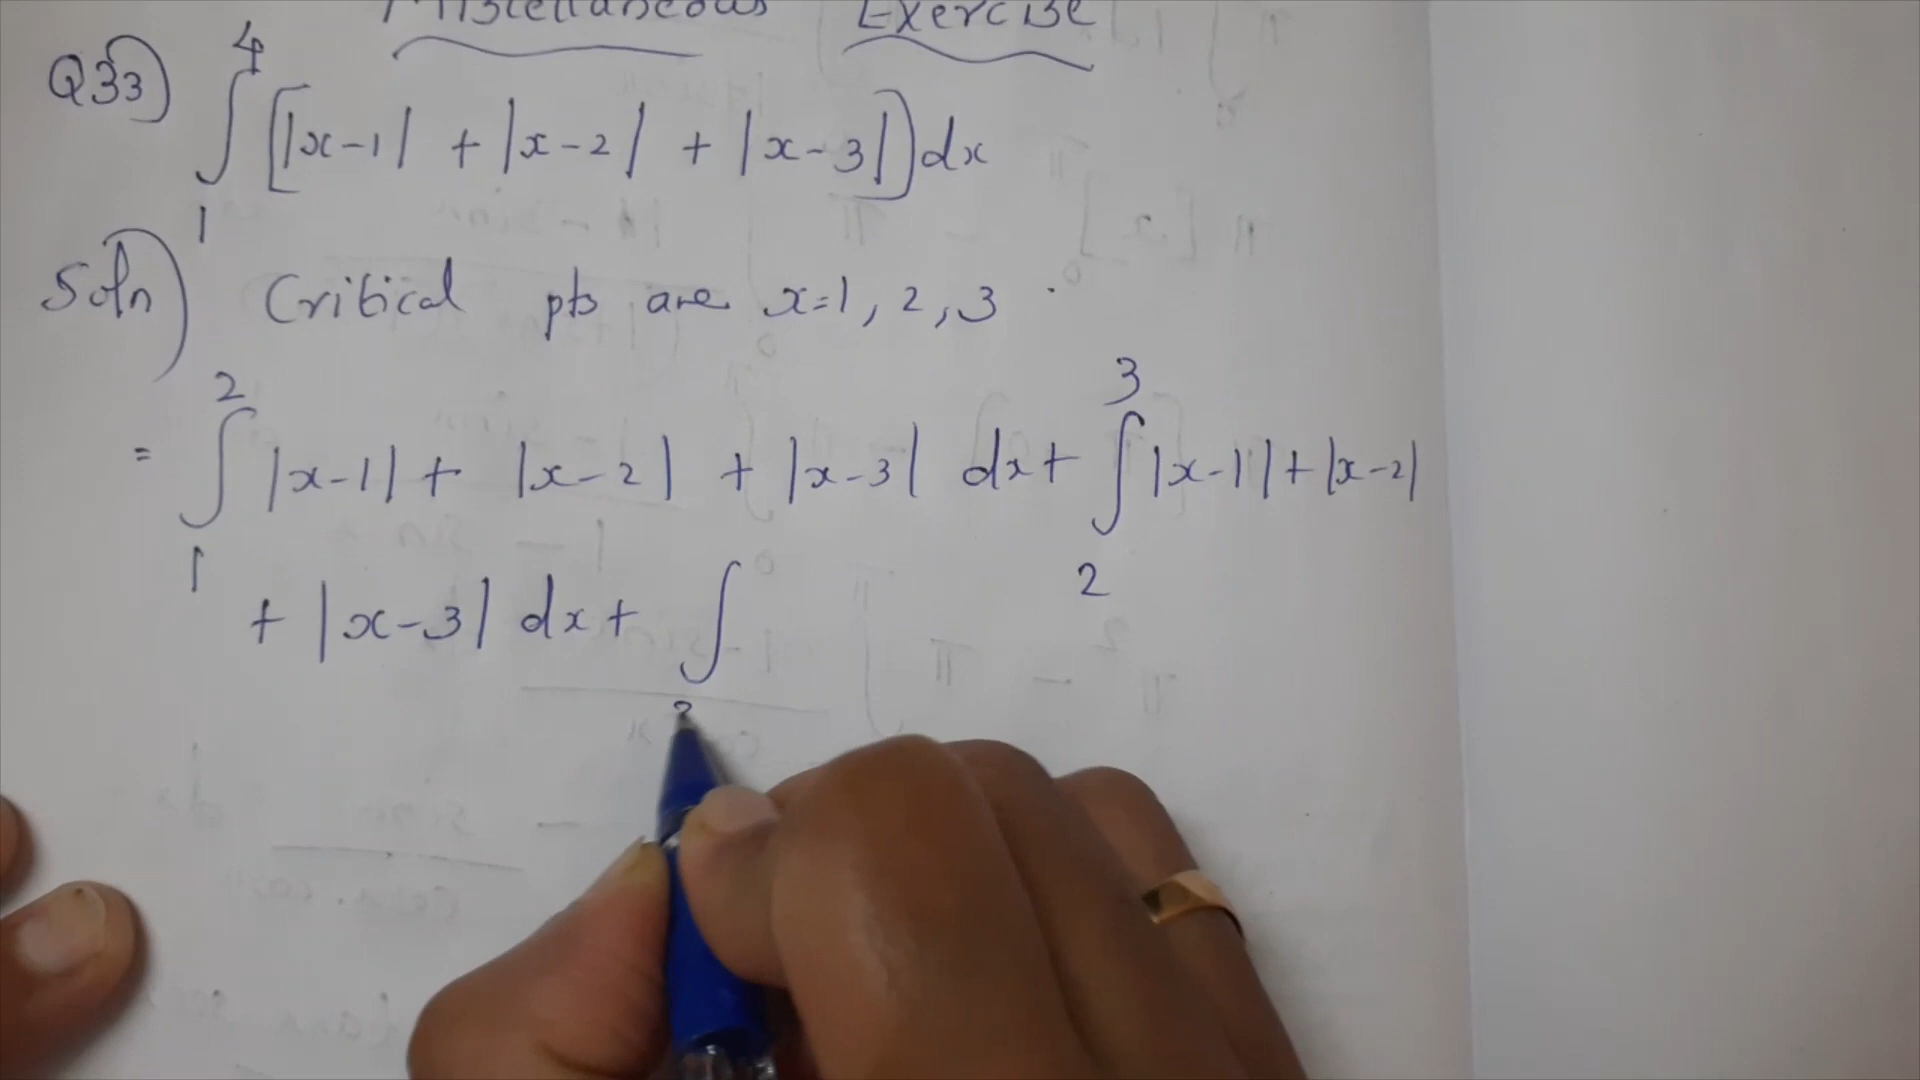 Miscellaneous Exercise
Q33) ∫₁⁴ [|x-1| + |x-2| + |x-3|] dx
Soln) Critical pts are x=1, 2, 3 .
= ∫₁² |x-1| + |x-2| + |x-3| dx + ∫₂³ |x-1| + |x-2|
+ |x-3| dx + ∫